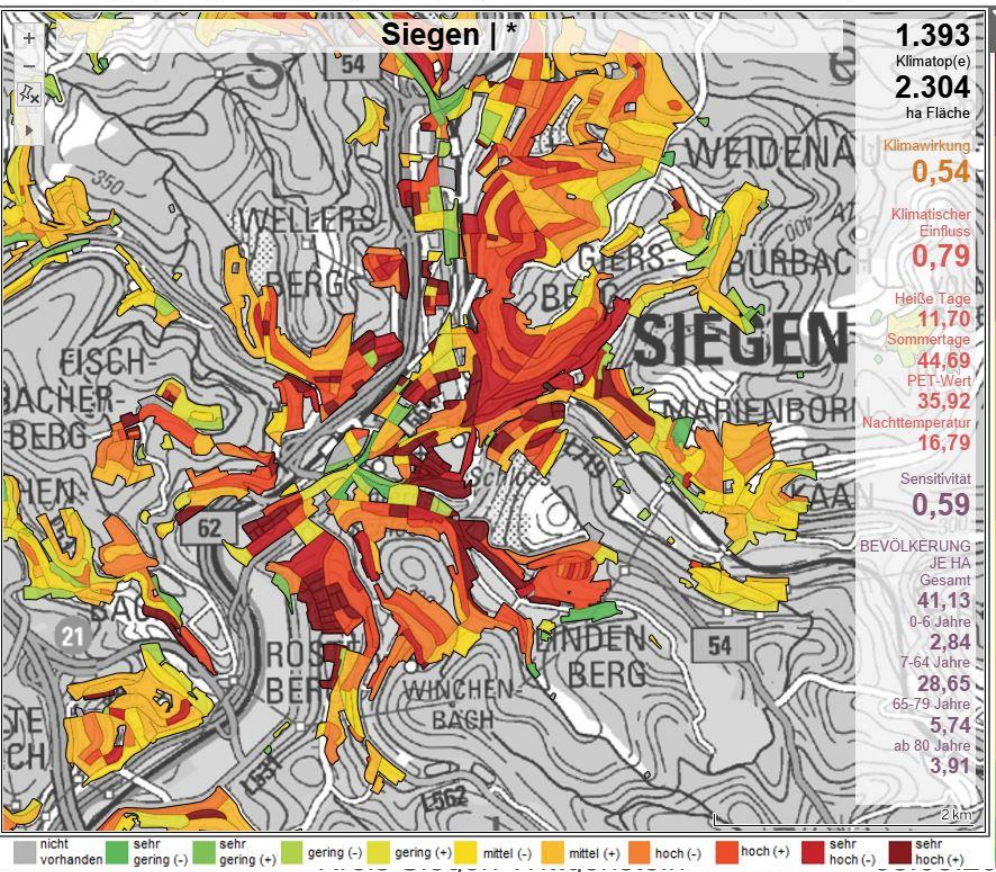 Siegen | *
1.393
Klimatop(e)
2.304
ha Fläche
Klimawirkung
0,54
Klimatischer
Einfluss
0,79
Heiße Tage
11,70
Sommertage
44,69
PET-Wert
35,92
Nachttemperatur
16,79
Sensitivität
0,59
BEVÖLKERUNG
JE HA
Gesamt
41,13
0-6 Jahre
2,84
7-64 Jahre
28,65
65-79 Jahre
5,74
ab 80 Jahre
3,91
54
350
WEIDENAU
WELLERS-
BERG
GIERS-
BERG
BÜRBACH
400
SIEGEN
FISCH-
BACHER-
BERG
MARIENBORN
Schloss
KAAN
300
62
21
RÖS
BER
LINDEN-
BERG
54
WINCHEN-
BACH
L562
2 km
nicht
vorhanden
sehr
gering (-)
sehr
gering (+)
gering (-)
gering (+)
mittel (-)
mittel (+)
hoch (-)
hoch (+)
sehr
hoch (-)
sehr
hoch (+)